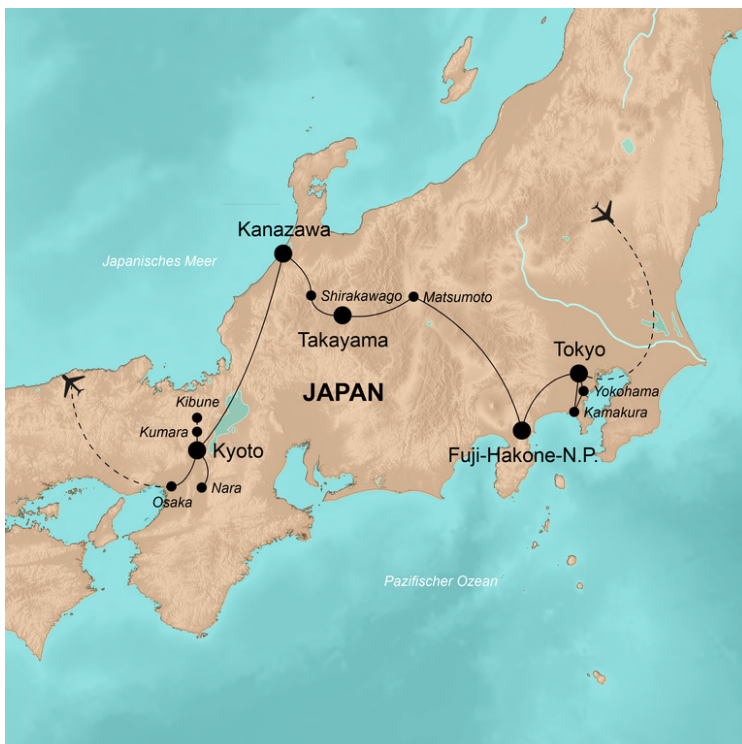 Kanazawa
Japanisches Meer
Shirakawago
Matsumoto
Takayama
Tokyo
JAPAN
Yokohama
Kibune
Kamakura
Kumara
Kyoto
Fuji-Hakone-N.P.
Osaka
Nara
Pazifischer Ozean